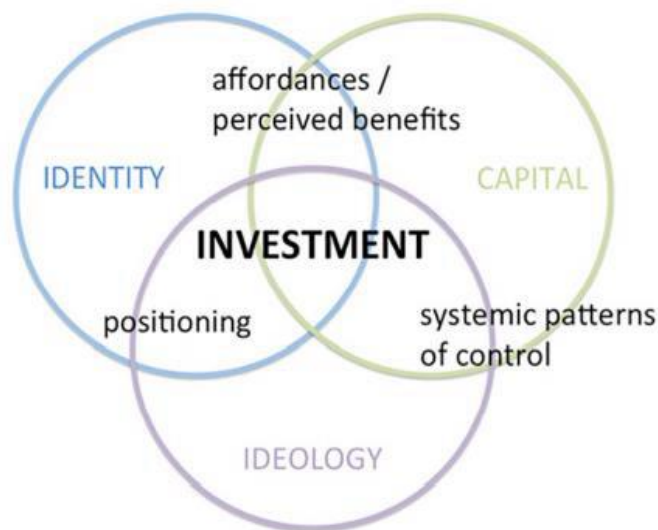 affordances /
perceived benefits
IDENTITY
CAPITAL
INVESTMENT
positioning
systemic patterns
of control
IDEOLOGY